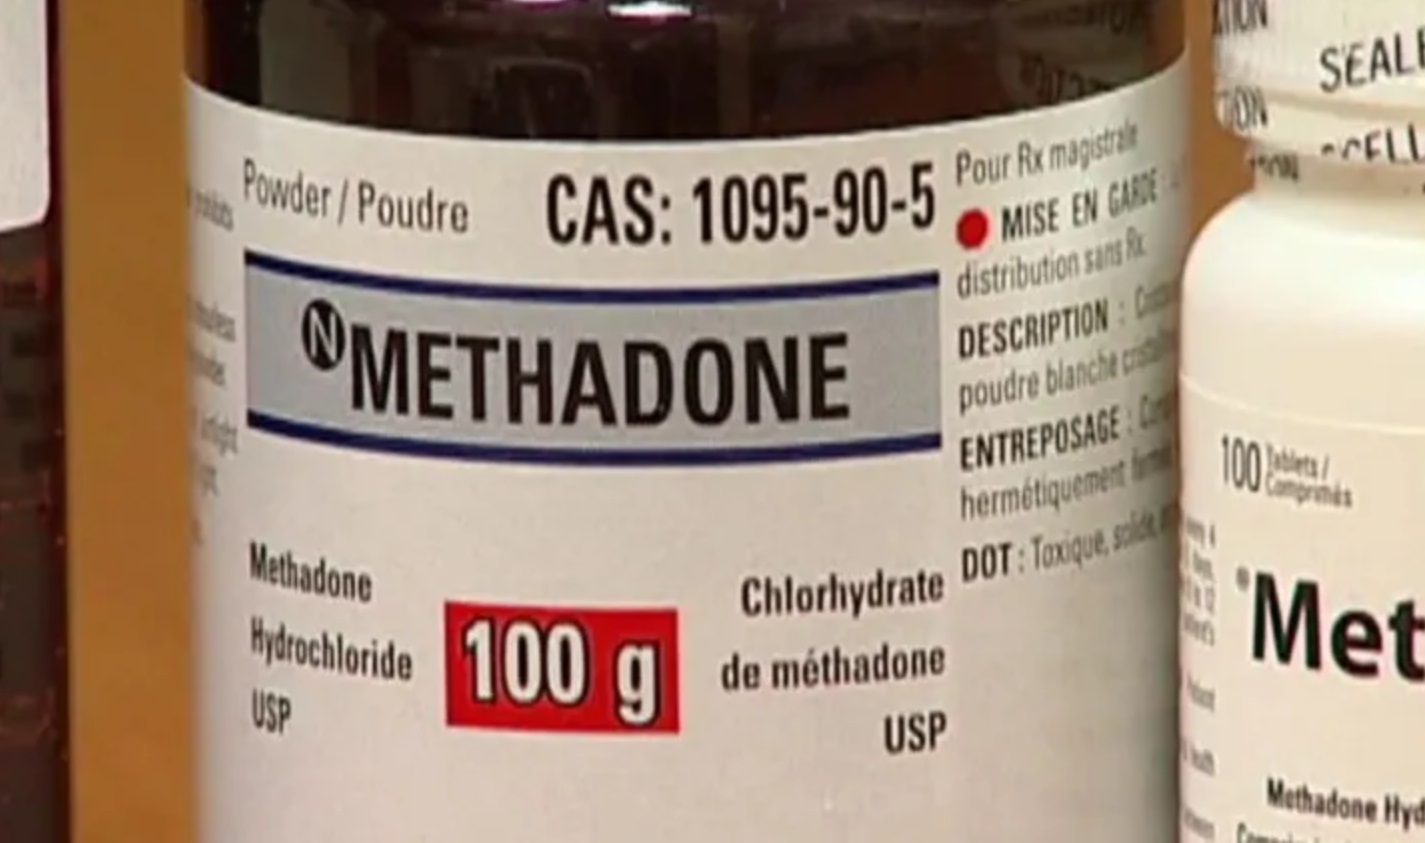 Powder / Poudre
CAS: 1095-90-5
N METHADONE
Methadone
Hydrochloride
USP
100 g
Chlorhydrate
de méthadone
USP
Pour Rx magistrale
MISE EN GARDE :
distribution sans Rx.
DESCRIPTION :
poudre blanche
ENTREPOSAGE :
hermétiquement
DOT : Toxique, solide,
100 Tablets /
Comprimés
Met
Methadone Hyd